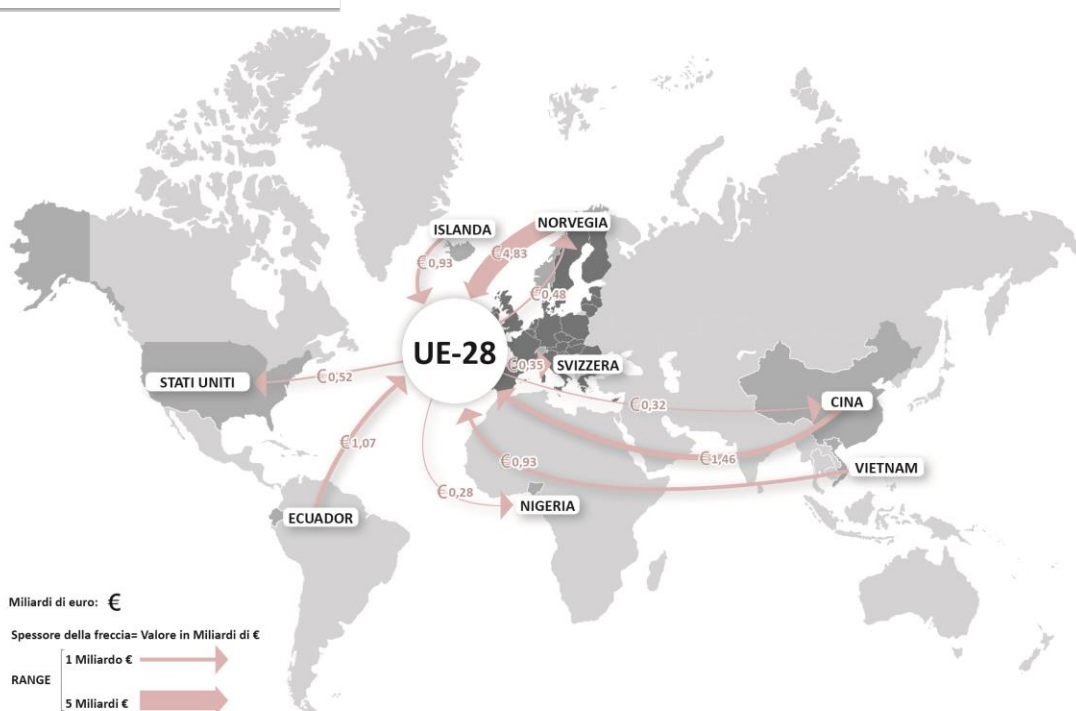 ISLANDA
NORVEGIA
€0,93
€4,83
€0,48
UE-28
€0,35
SVIZZERA
STATI UNITI
€0,52
€0,32
CINA
€1,07
€1,46
€0,93
VIETNAM
€0,28
NIGERIA
ECUADOR
Miliardi di euro: €
Spessore della freccia= Valore in Miliardi di €
1 Miliardo €
RANGE
5 Miliardi €